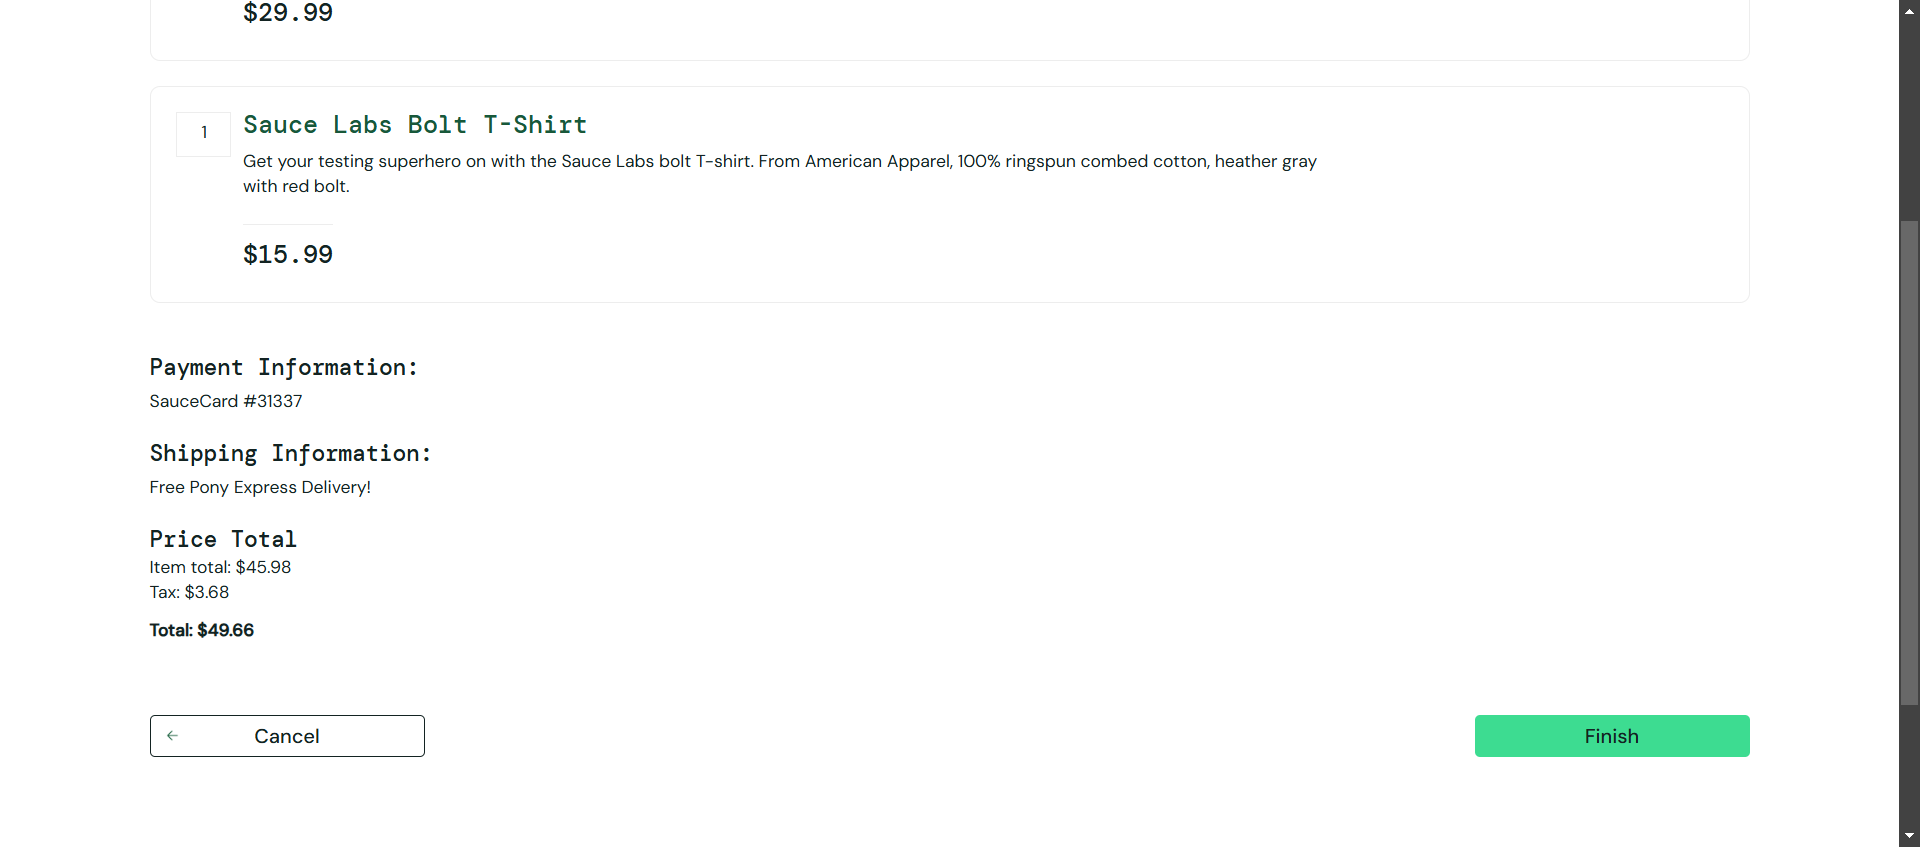 $29.99
1
Sauce Labs Bolt T-Shirt
Get your testing superhero on with the Sauce Labs bolt T-shirt. From American Apparel, 100% ringspun combed cotton, heather gray
with red bolt.
$15.99
Payment Information:
SauceCard #31337
Shipping Information:
Free Pony Express Delivery!
Price Total
Item total: $45.98
Tax: $3.68
Total: $49.66
Cancel
Finish